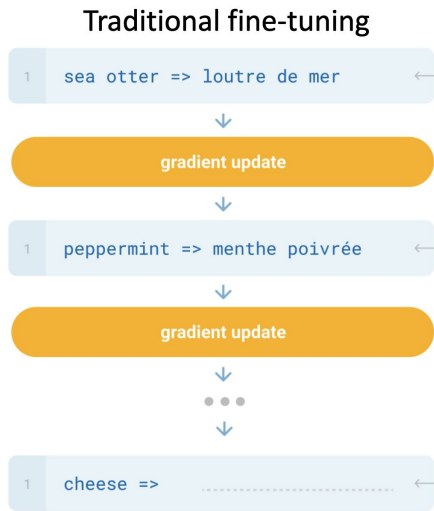 Traditional fine-tuning
1 sea otter => loutre de mer ←
gradient update
1 peppermint => menthe poivrée ←
gradient update
1 cheese => ........................ ←